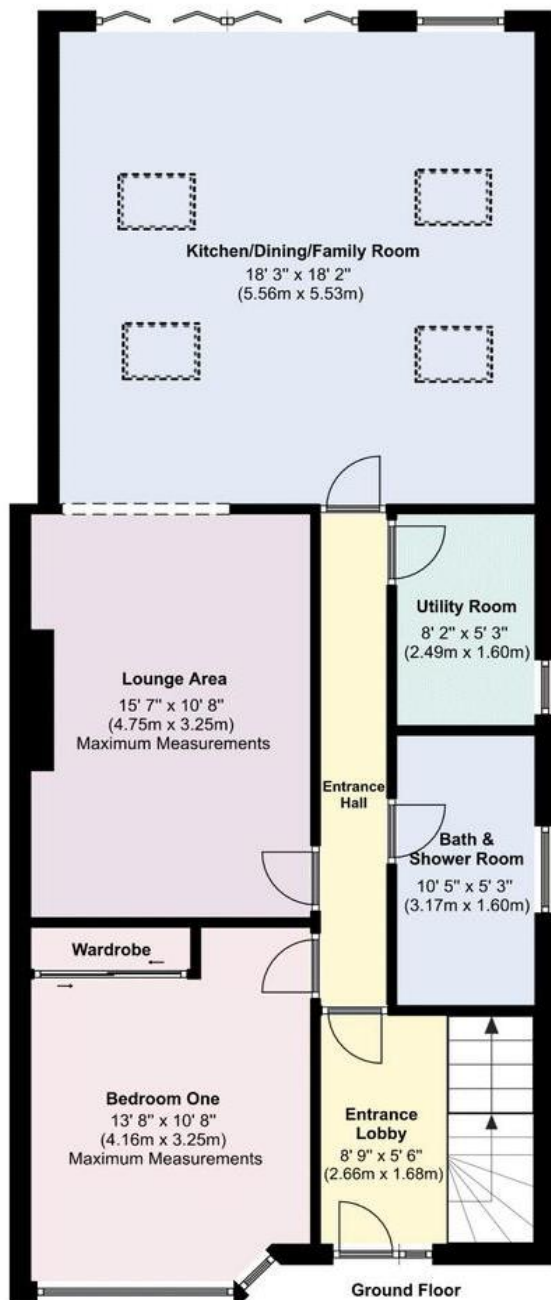 Kitchen/Dining/Family Room
18' 3" x 18' 2"
(5.56m x 5.53m)
Utility Room
8' 2" x 5' 3"
(2.49m x 1.60m)
Lounge Area
15' 7" x 10' 8"
(4.75m x 3.25m)
Maximum Measurements
Entrance
Hall
Bath &
Shower Room
10' 5" x 5' 3"
(3.17m x 1.60m)
Wardrobe
Bedroom One
13' 8" x 10' 8"
(4.16m x 3.25m)
Maximum Measurements
Entrance
Lobby
8' 9" x 5' 6"
(2.66m x 1.68m)
Ground Floor